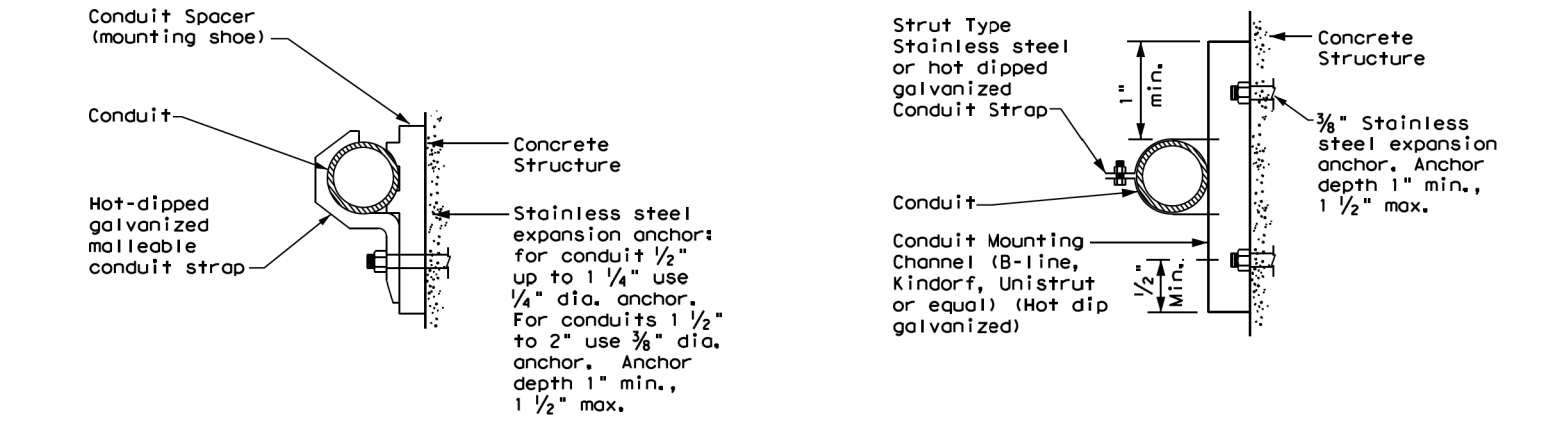 Conduit Spacer
(mounting shoe)
Conduit
Hot-dipped
galvanized
malleable
conduit strap
Concrete
Structure
Stainless steel
expansion anchor:
for conduit 1/2"
up to 1 1/4" use
1/4" dia. anchor.
For conduits 1 1/2"
to 2" use 3/8" dia.
anchor. Anchor
depth 1" min.,
1 1/2" max.
Strut Type
Stainless steel
or hot dipped
galvanized
Conduit Strap
1"
min.
Conduit
Conduit Mounting
Channel (B-line,
Kindorf, Unistrut
or equal) (Hot dip
galvanized)
1/2"
Min.
Concrete
Structure
3/8" Stainless
steel expansion
anchor. Anchor
depth 1" min.,
1 1/2" max.